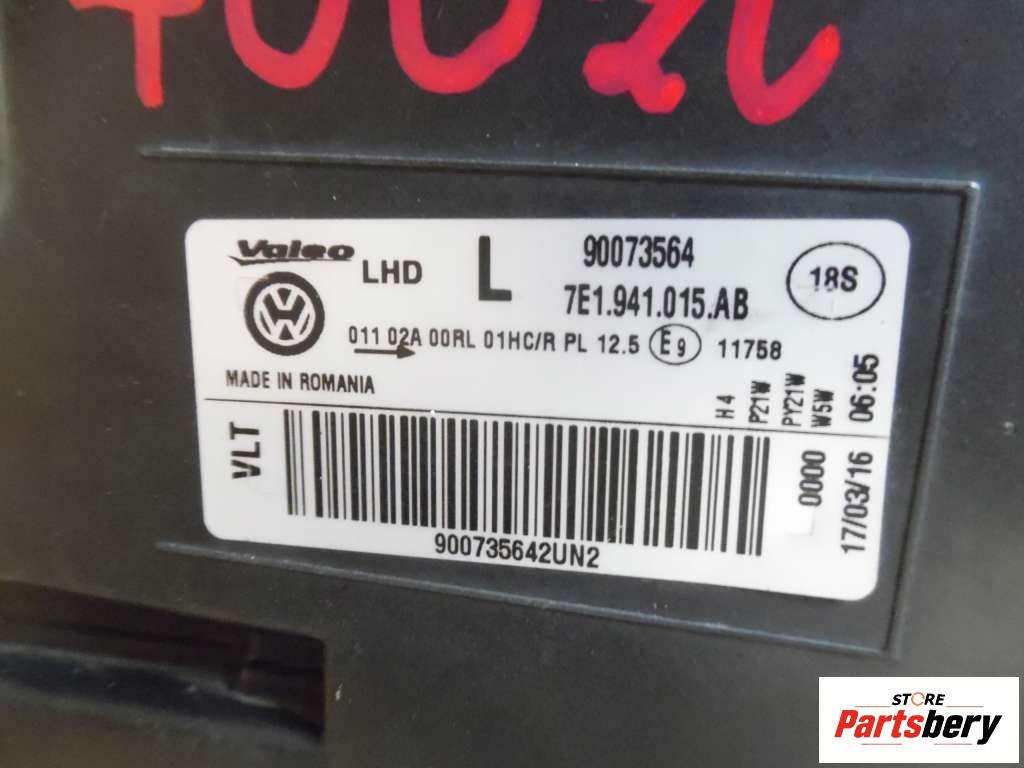 Valeo
LHD
L
90073564
7E1.941.015.AB
18S
011 02A 00RL 01HC/R PL 12.5 E9 11758
MADE IN ROMANIA
H4
P21W
PY21W
W5W
06:05
VLT
0000
17/03/16
900735642UN2
STORE
Partsbery